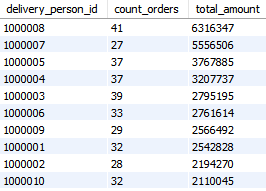 delivery_person_id count_orders total_amount
1000008 41 6316347
1000007 27 5556506
1000005 37 3767885
1000004 37 3207737
1000003 39 2795195
1000006 33 2761614
1000009 29 2566492
1000001 32 2542828
1000002 28 2194270
1000010 32 2110045